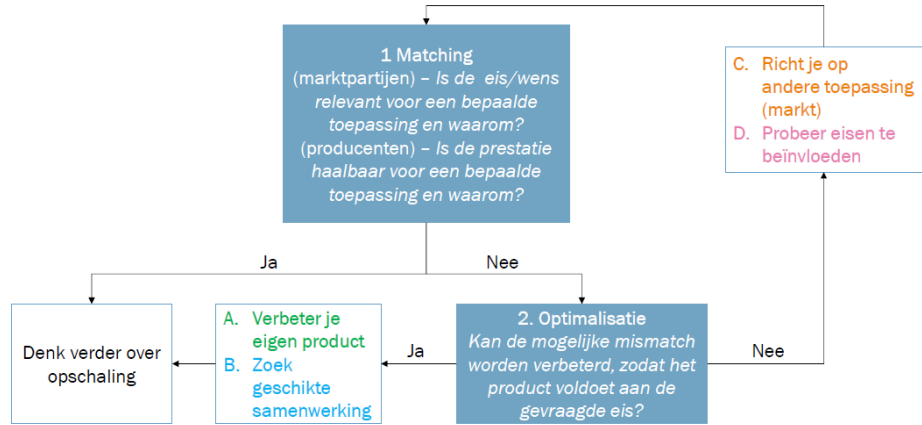 1 Matching
(marktpartijen) – Is de eis/wens
relevant voor een bepaalde
toepassing en waarom?
(producenten) – Is de prestatie
haalbaar voor een bepaalde
toepassing en waarom?
C. Richt je op
andere toepassing
(markt)
D. Probeer eisen te
beïnvloeden
Ja
Nee
Denk verder over
opschaling
A. Verbeter je
eigen product
B. Zoek
geschikte
samenwerking
Ja
2. Optimalisatie
Kan de mogelijke mismatch
worden verbeterd, zodat het
product voldoet aan de
gevraagde eis?
Nee